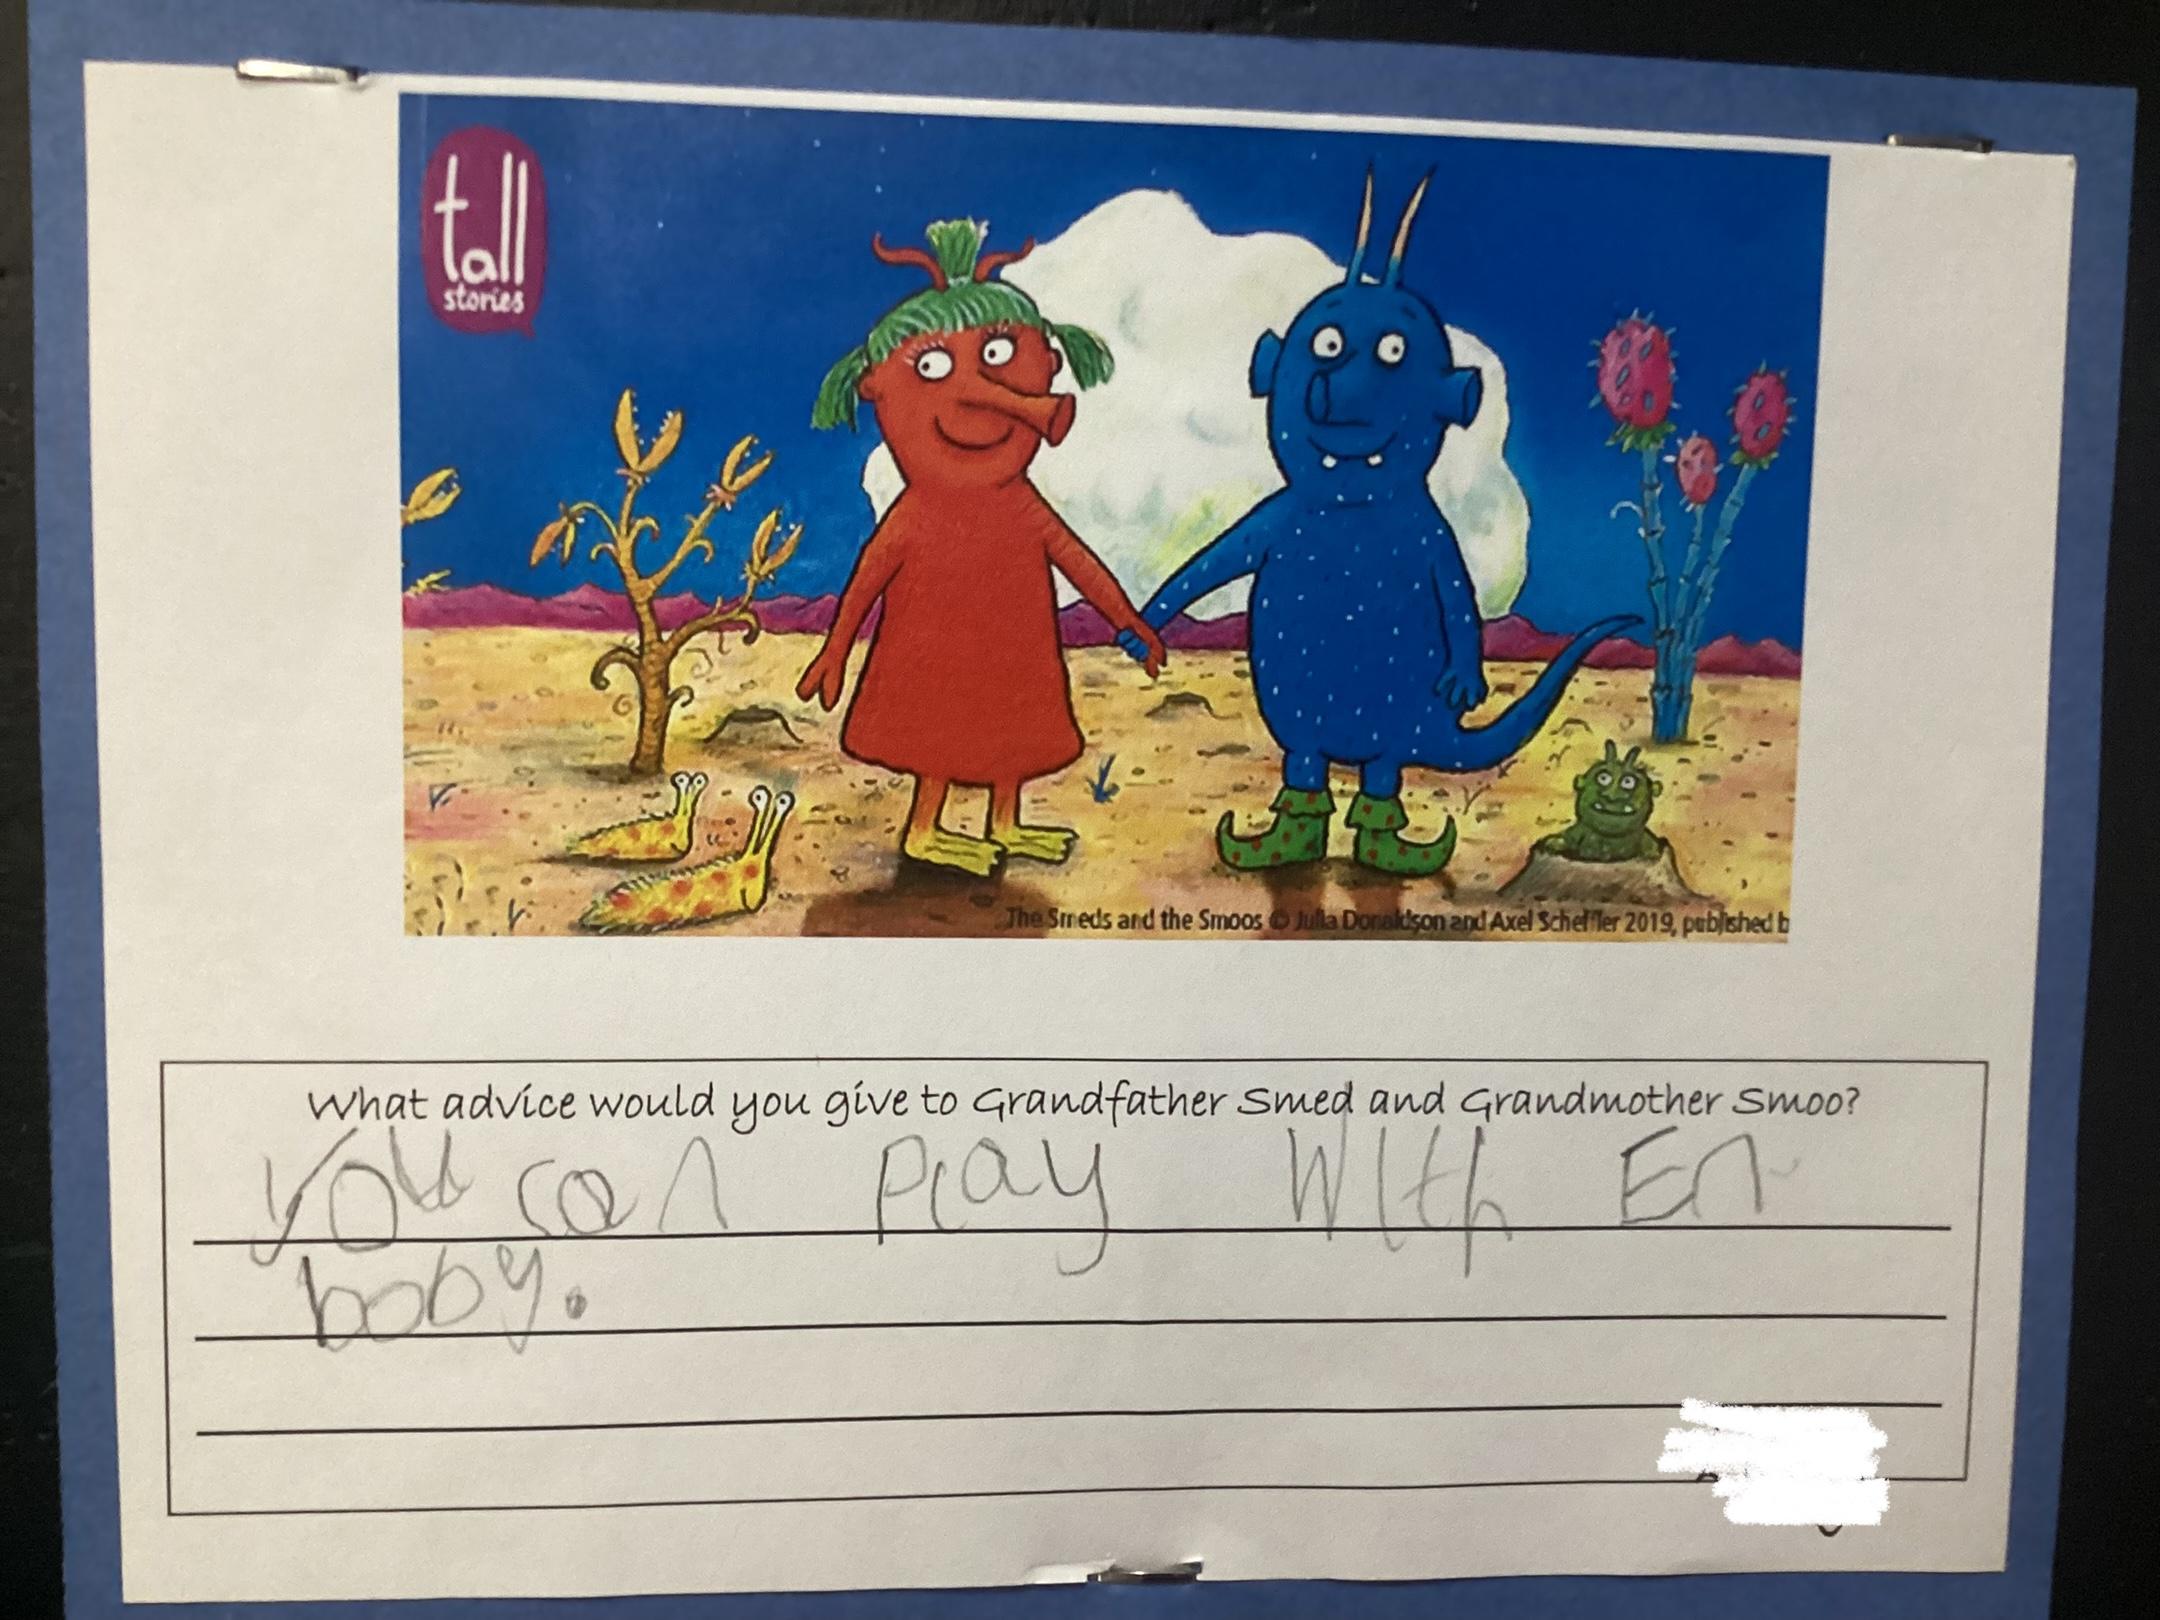 tall
stories
The Smeds and the Smoos © Julia Donaldson and Axel Scheffler 2019, published b
What advice would you give to Grandfather Smed and Grandmother Smoo?
You can Play With En
boby.